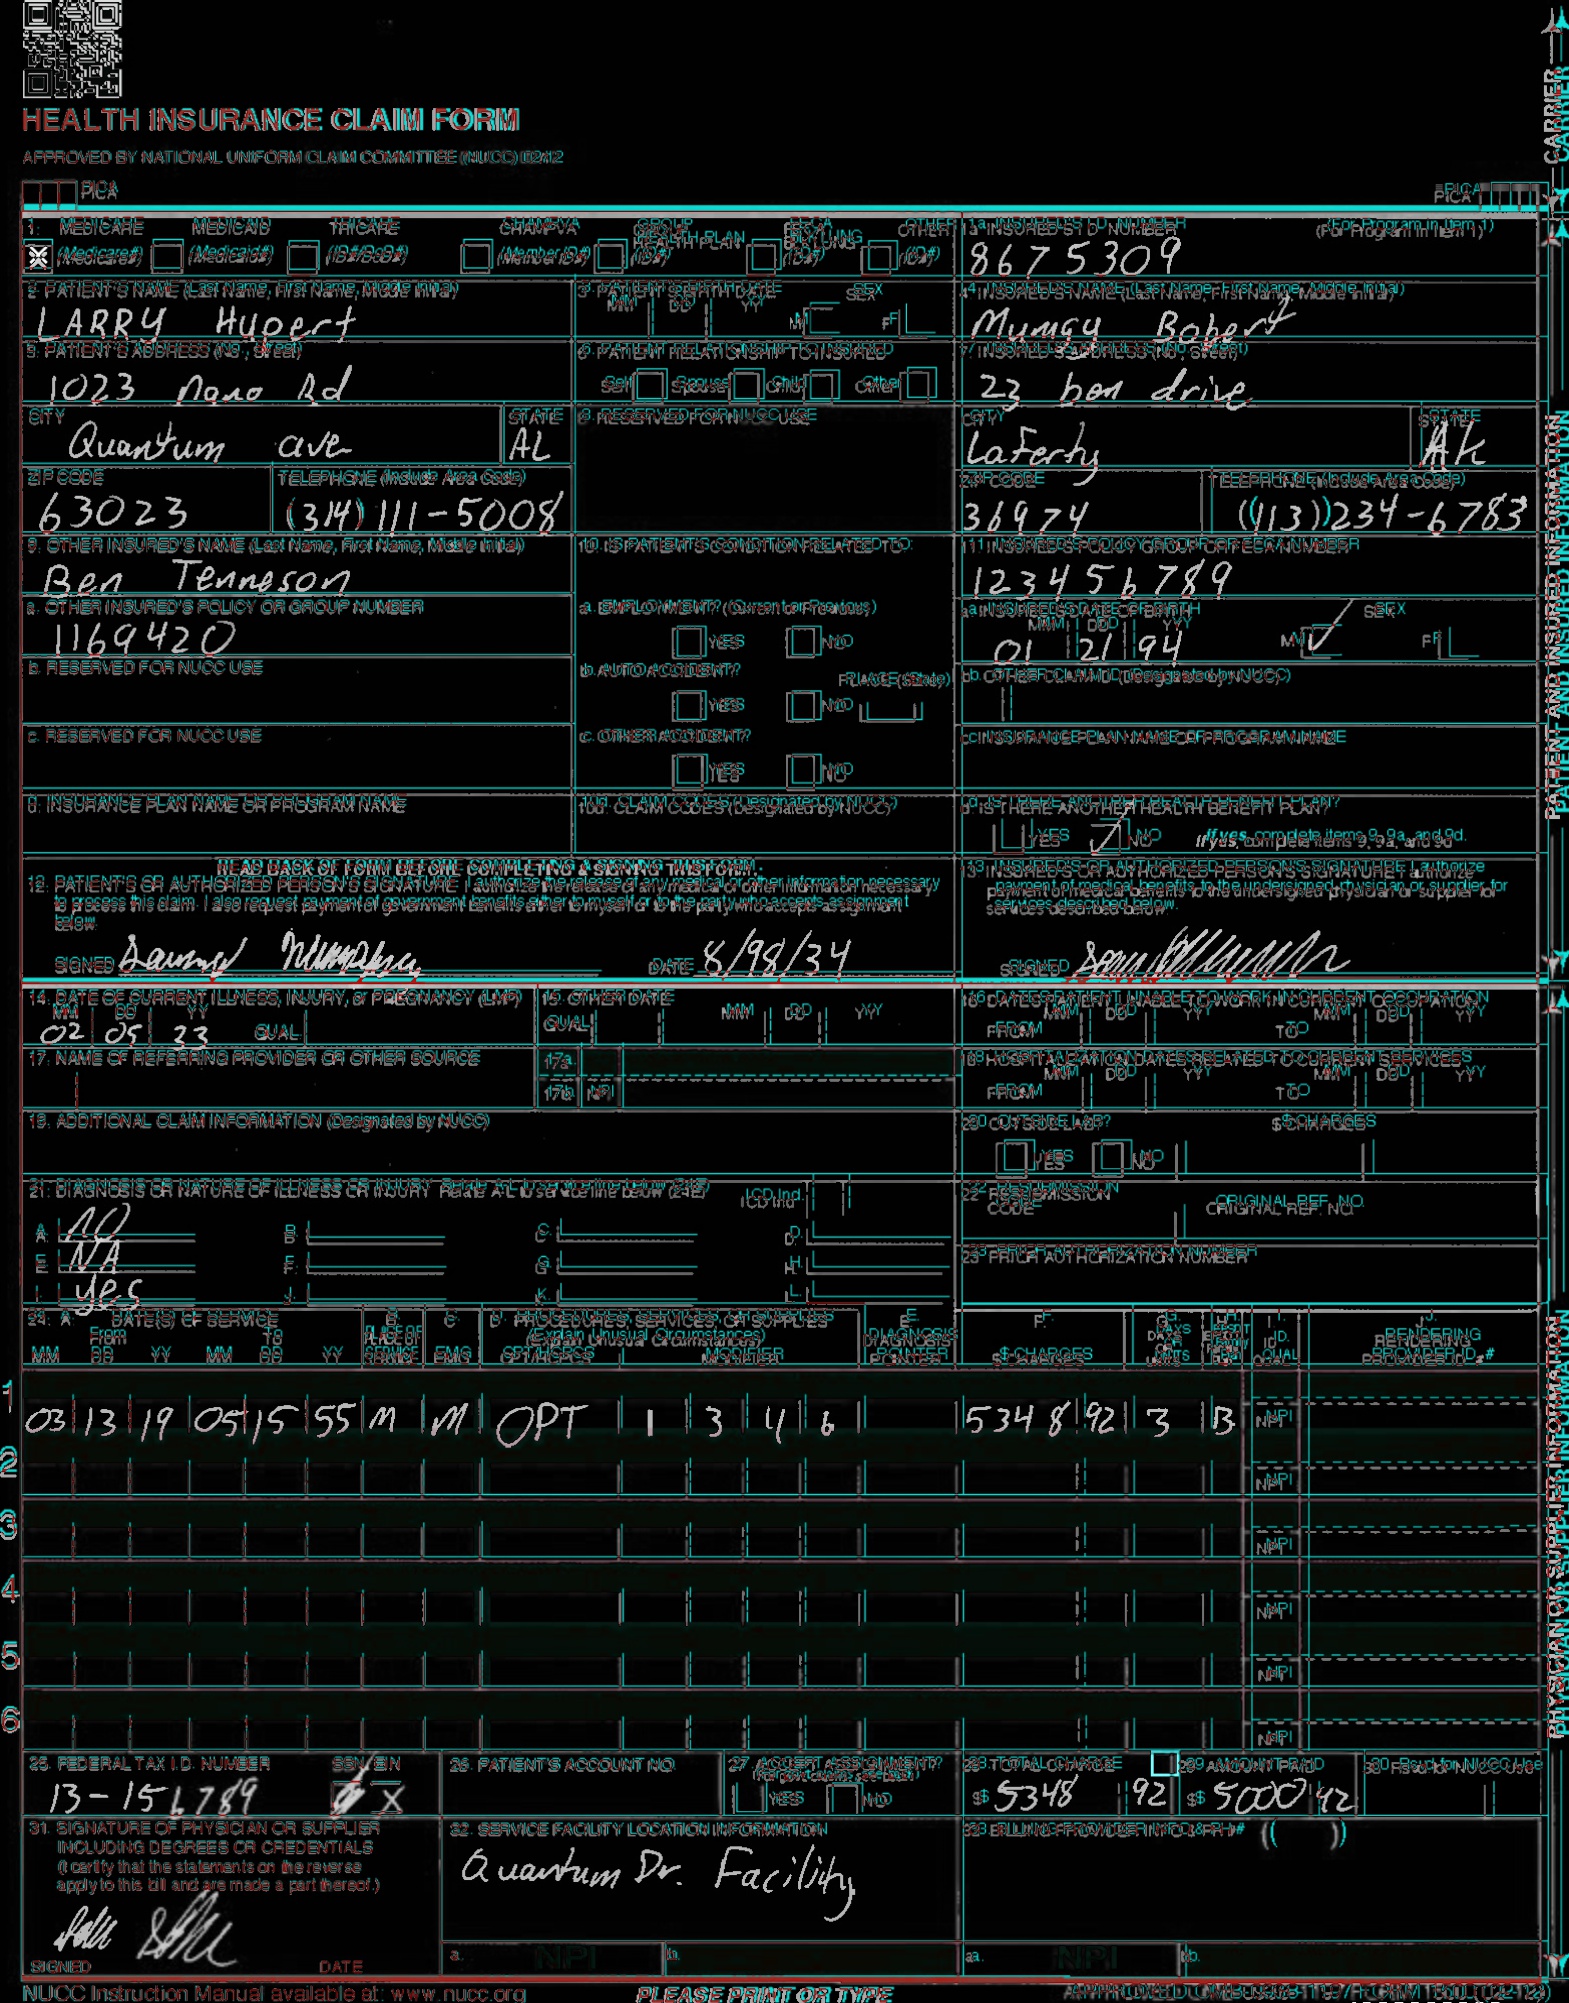 HEALTH INSURANCE CLAIM FORM
APPROVED BY NATIONAL UNIFORM CLAIM COMMITTEE (NUCC) 02/12
PICA PICA
CARRIER
1. MEDICARE MEDICAID TRICARE CHAMPVA GROUP HEALTH PLAN FECA BLK LUNG OTHER
(Medicare#) (Medicaid#) (ID#/DoD#) (Member ID#) (ID#) (ID#) (ID#)
1a. INSURED'S I.D. NUMBER (For Program in Item 1)
8675309
2. PATIENT'S NAME (Last Name, First Name, Middle Initial)
LARRY Hupert
3. PATIENT'S BIRTH DATE SEX
MM DD YY M F
4. INSURED'S NAME (Last Name, First Name, Middle Initial)
Mumgy Bobert
5. PATIENT'S ADDRESS (No., Street)
1023 nano Rd
6. PATIENT RELATIONSHIP TO INSURED
Self Spouse Child Other
7. INSURED'S ADDRESS (No., Street)
23 bon drive
CITY STATE
Quantum ave AL
8. RESERVED FOR NUCC USE
CITY STATE
Laferty AK
ZIP CODE TELEPHONE (Include Area Code)
63023 (314) 111-5008
ZIP CODE TELEPHONE (Include Area Code)
36974 (113) 234-6783
9. OTHER INSURED'S NAME (Last Name, First Name, Middle Initial)
Ben Tenneson
10. IS PATIENT'S CONDITION RELATED TO:
11. INSURED'S POLICY GROUP OR FECA NUMBER
123456789
a. OTHER INSURED'S POLICY OR GROUP NUMBER
1169420
a. EMPLOYMENT? (Current or Previous)
YES NO
a. INSURED'S DATE OF BIRTH SEX
MM DD YY
01 21 94 M F
b. RESERVED FOR NUCC USE
b. AUTO ACCIDENT? PLACE (State)
YES NO
b. OTHER CLAIM ID (Designated by NUCC)
c. RESERVED FOR NUCC USE
c. OTHER ACCIDENT?
YES NO
c. INSURANCE PLAN NAME OR PROGRAM NAME
d. INSURANCE PLAN NAME OR PROGRAM NAME
10d. CLAIM CODES (Designated by NUCC)
d. IS THERE ANOTHER HEALTH BENEFIT PLAN?
YES NO If yes, complete items 9, 9a, and 9d.
PATIENT AND INSURED INFORMATION
READ BACK OF FORM BEFORE COMPLETING & SIGNING THIS FORM.
12. PATIENT'S OR AUTHORIZED PERSON'S SIGNATURE I authorize the release of any medical or other information necessary
to process this claim. I also request payment of government benefits either to myself or to the party who accepts assignment
below.
SIGNED DATE 8/98/34
13. INSURED'S OR AUTHORIZED PERSON'S SIGNATURE I authorize
payment of medical benefits to the undersigned physician or supplier for
services described below.
SIGNED
14. DATE OF CURRENT ILLNESS, INJURY, or PREGNANCY (LMP)
MM DD YY
02 05 23 QUAL.
15. OTHER DATE
QUAL. MM DD YY
16. DATES PATIENT UNABLE TO WORK IN CURRENT OCCUPATION
MM DD YY MM DD YY
FROM TO
17. NAME OF REFERRING PROVIDER OR OTHER SOURCE
17a.
17b. NPI
18. HOSPITALIZATION DATES RELATED TO CURRENT SERVICES
MM DD YY MM DD YY
FROM TO
19. ADDITIONAL CLAIM INFORMATION (Designated by NUCC)
20. OUTSIDE LAB? $ CHARGES
YES NO
21. DIAGNOSIS OR NATURE OF ILLNESS OR INJURY Relate A-L to service line below (24E) ICD Ind.
A. NO B. C. D.
E. NA F. G. H.
I. yes J. K. L.
22. RESUBMISSION CODE ORIGINAL REF. NO.
23. PRIOR AUTHORIZATION NUMBER
24. A. DATE(S) OF SERVICE B. C. D. PROCEDURES, SERVICES, OR SUPPLIES E. F. G. H. I. J.
From To PLACE OF SERVICE EMG (Explain Unusual Circumstances) DIAGNOSIS POINTER $ CHARGES DAYS OR UNITS ID. QUAL. RENDERING PROVIDER ID. #
MM DD YY MM DD YY CPT/HCPCS MODIFIER
1 03 13 19 05 15 55 M M OPT 1 3 4 6 5348 92 3 B NPI
2 NPI
3 NPI
4 NPI
5 NPI
6 NPI
PHYSICIAN OR SUPPLIER INFORMATION
25. FEDERAL TAX I.D. NUMBER SSN EIN
13-156789 X
26. PATIENT'S ACCOUNT NO.
27. ACCEPT ASSIGNMENT?
YES NO
28. TOTAL CHARGE
$ 5348 92
29. AMOUNT PAID
$ 5000 42
30. Rsvd for NUCC Use
31. SIGNATURE OF PHYSICIAN OR SUPPLIER
INCLUDING DEGREES OR CREDENTIALS
(I certify that the statements on the reverse
apply to this bill and are made a part thereof.)
SIGNED DATE
32. SERVICE FACILITY LOCATION INFORMATION
Quantum Dr. Facility
a. NPI b.
33. BILLING PROVIDER INFO & PH # ( )
a. NPI b.
NUCC Instruction Manual available at: www.nucc.org
PLEASE PRINT OR TYPE